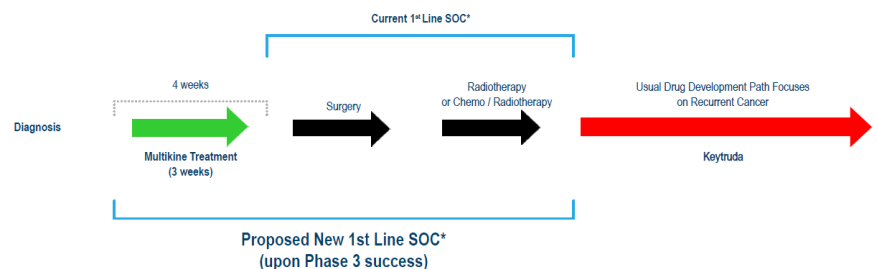 Current 1st Line SOC*
4 weeks
Surgery
Radiotherapy
or Chemo / Radiotherapy
Usual Drug Development Path Focuses
on Recurrent Cancer
Diagnosis
Multikine Treatment
(3 weeks)
Keytruda
Proposed New 1st Line SOC*
(upon Phase 3 success)